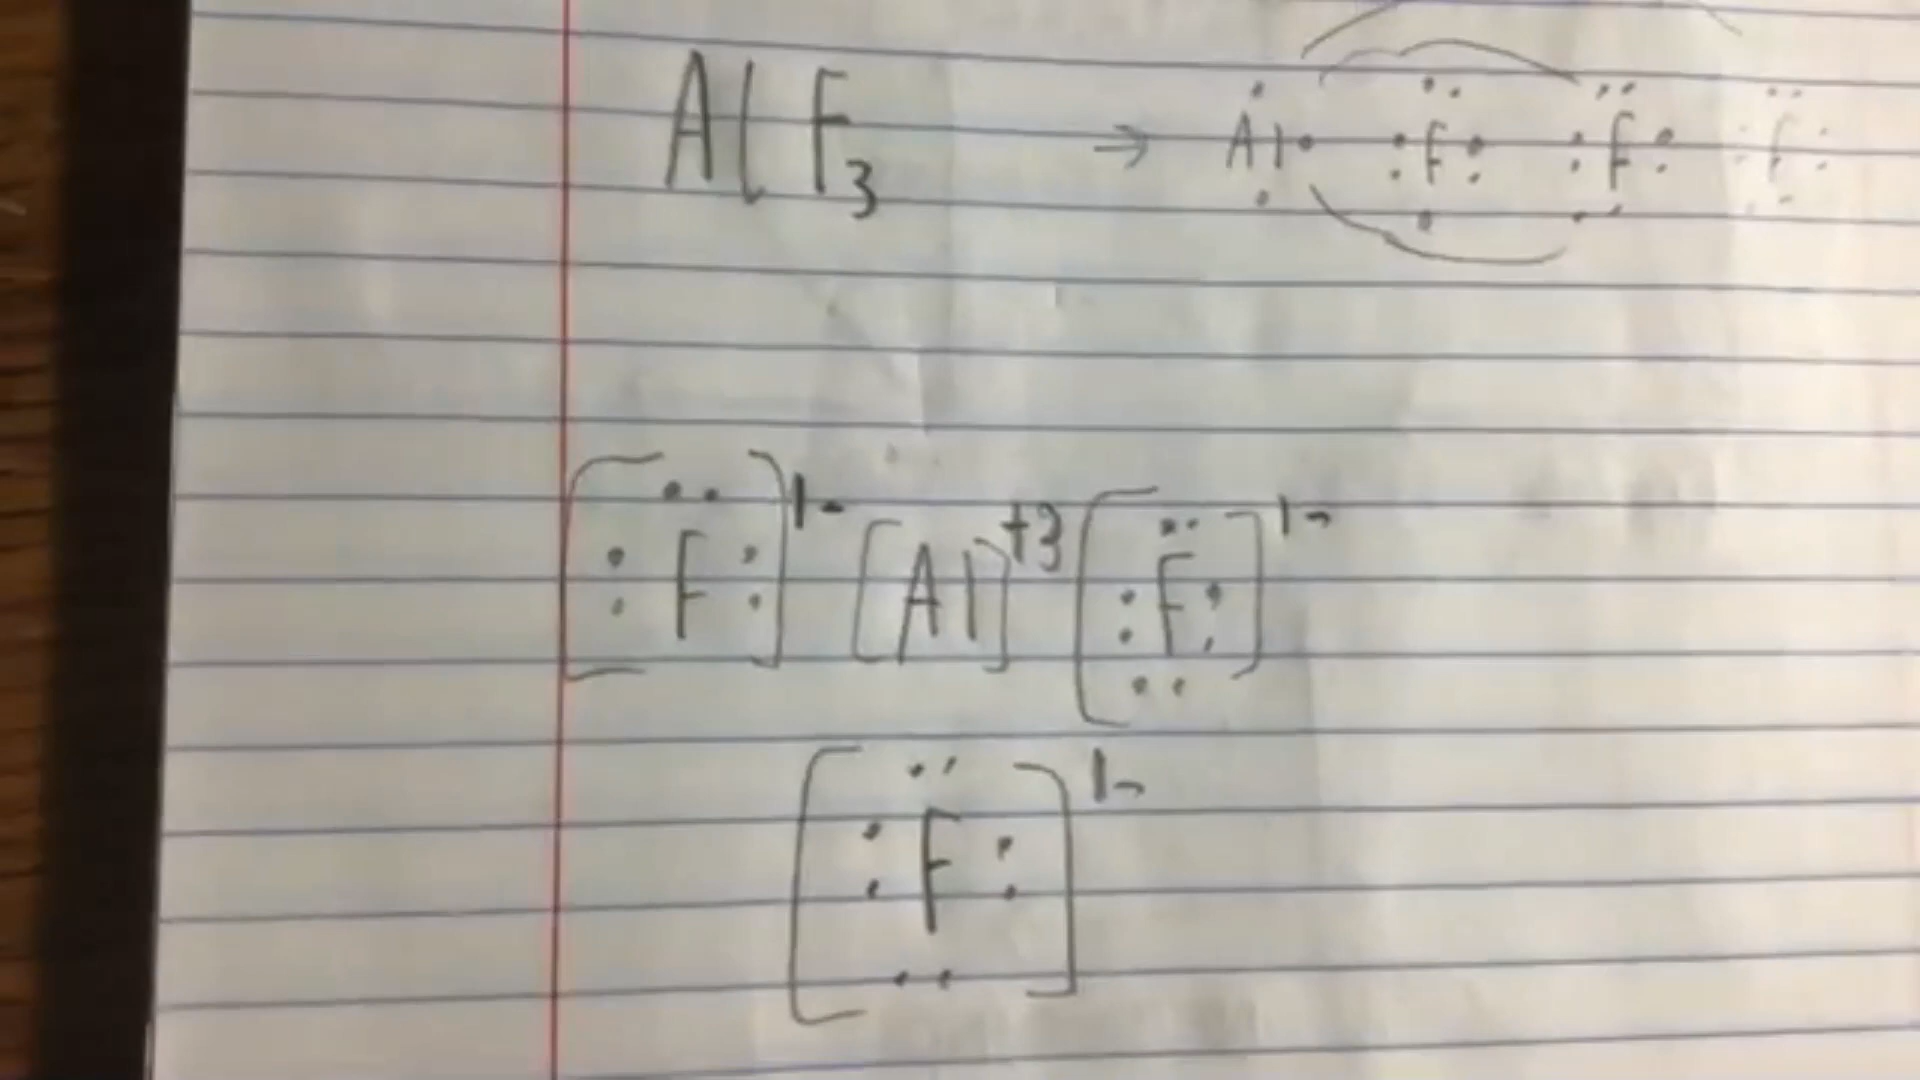 AlF₃ → Al F F F
[F]¹⁻ [Al]⁺³ [F]¹⁻
[F]¹⁻